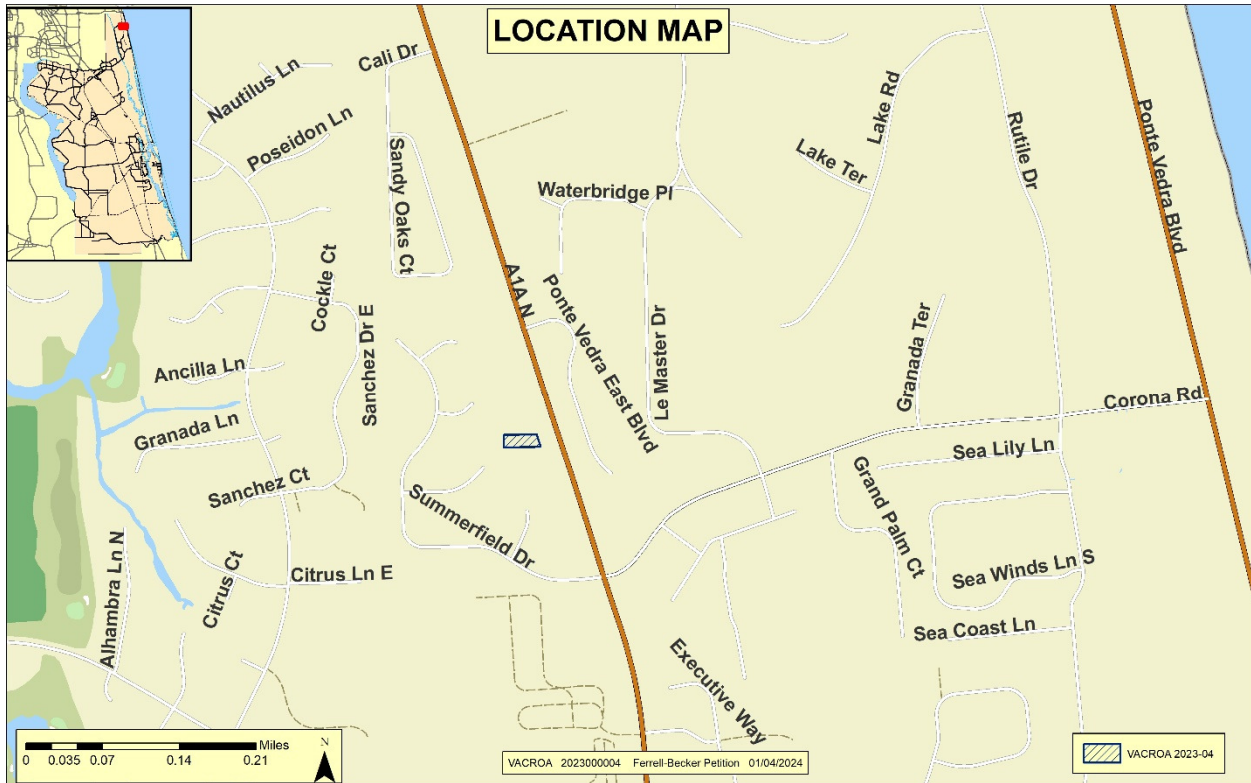 LOCATION MAP
Cali Dr
Nautilus Ln
Poseidon Ln
Sandy Oaks Ct
Lake Rd
Lake Ter
Rutile Dr
Ponte Vedra Blvd
Waterbridge Pl
Cockle Ct
Sanchez Dr E
A1A N
Ponte Vedra East Blvd
Le Master Dr
Granada Ter
Ancilla Ln
Granada Ln
Corona Rd
Sea Lily Ln
Sanchez Ct
Summerfield Dr
Grand Palm Ct
Alhambra Ln N
Citrus Ct
Citrus Ln E
Sea Winds Ln S
Sea Coast Ln
Executive Way
Miles
0 0.035 0.07 0.14 0.21
N
VACROA 2023000004 Ferrell-Becker Petition 01/04/2024
VACROA 2023-04